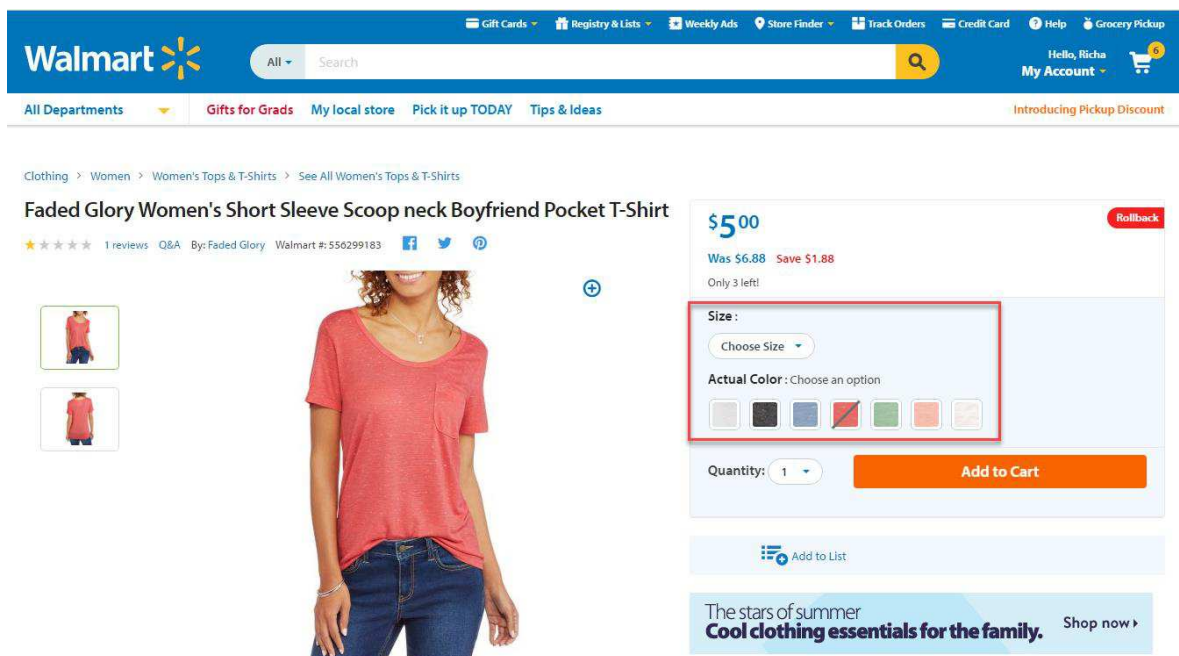 Gift Cards Registry & Lists Weekly Ads Store Finder Track Orders Credit Card Help Grocery Pickup
Walmart
All
Search
Hello, Richa
My Account
6
All Departments
Gifts for Grads My local store Pick it up TODAY Tips & Ideas
Introducing Pickup Discount
Clothing > Women > Women's Tops & T-Shirts > See All Women's Tops & T-Shirts
Faded Glory Women's Short Sleeve Scoop neck Boyfriend Pocket T-Shirt
1 reviews Q&A By: Faded Glory Walmart #: 556299183
$5 00
Rollback
Was $6.88 Save $1.88
Only 3 left!
Size :
Choose Size
Actual Color : Choose an option
Quantity: 1
Add to Cart
Add to List
The stars of summer
Cool clothing essentials for the family.
Shop now